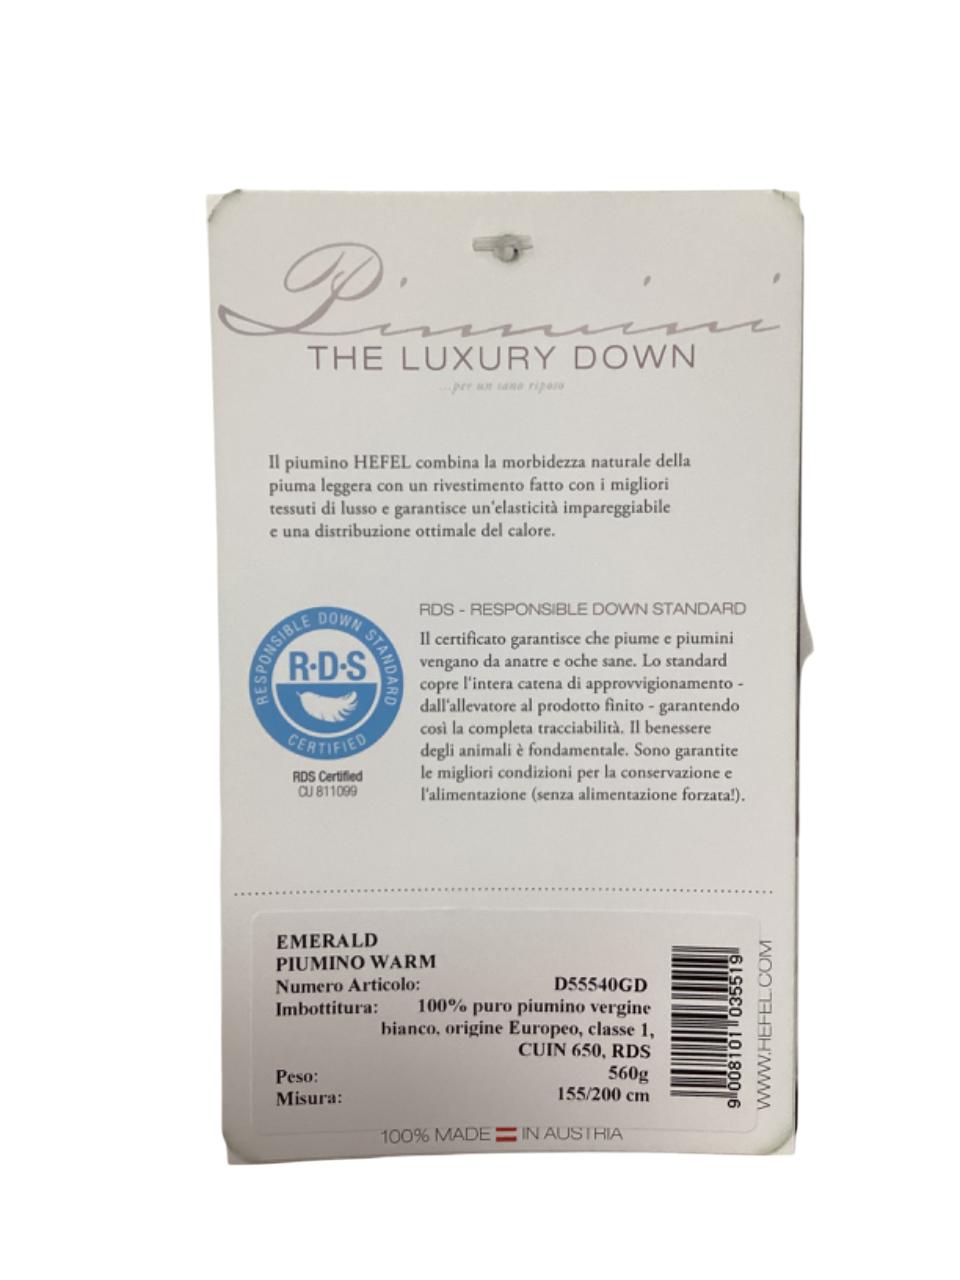 Piumini
THE LUXURY DOWN
...per un sano riposo
Il piumino HEFEL combina la morbidezza naturale della
piuma leggera con un rivestimento fatto con i migliori
tessuti di lusso e garantisce un'elasticità impareggiabile
e una distribuzione ottimale del calore.
RESPONSIBLE DOWN STANDARD
R·D·S
CERTIFIED
RDS Certified
CU 811099
RDS - RESPONSIBLE DOWN STANDARD
Il certificato garantisce che piume e piumini
vengano da anatre e oche sane. Lo standard
copre l'intera catena di approvvigionamento -
dall'allevatore al prodotto finito - garantendo
così la completa tracciabilità. Il benessere
degli animali è fondamentale. Sono garantite
le migliori condizioni per la conservazione e
l'alimentazione (senza alimentazione forzata!).
EMERALD
PIUMINO WARM
Numero Articolo: D55540GD
Imbottitura: 100% puro piumino vergine
bianco, origine Europeo, classe 1,
CUIN 650, RDS
Peso: 560g
Misura: 155/200 cm
9 008101 035519
WWW.HEFEL.COM
100% MADE IN AUSTRIA